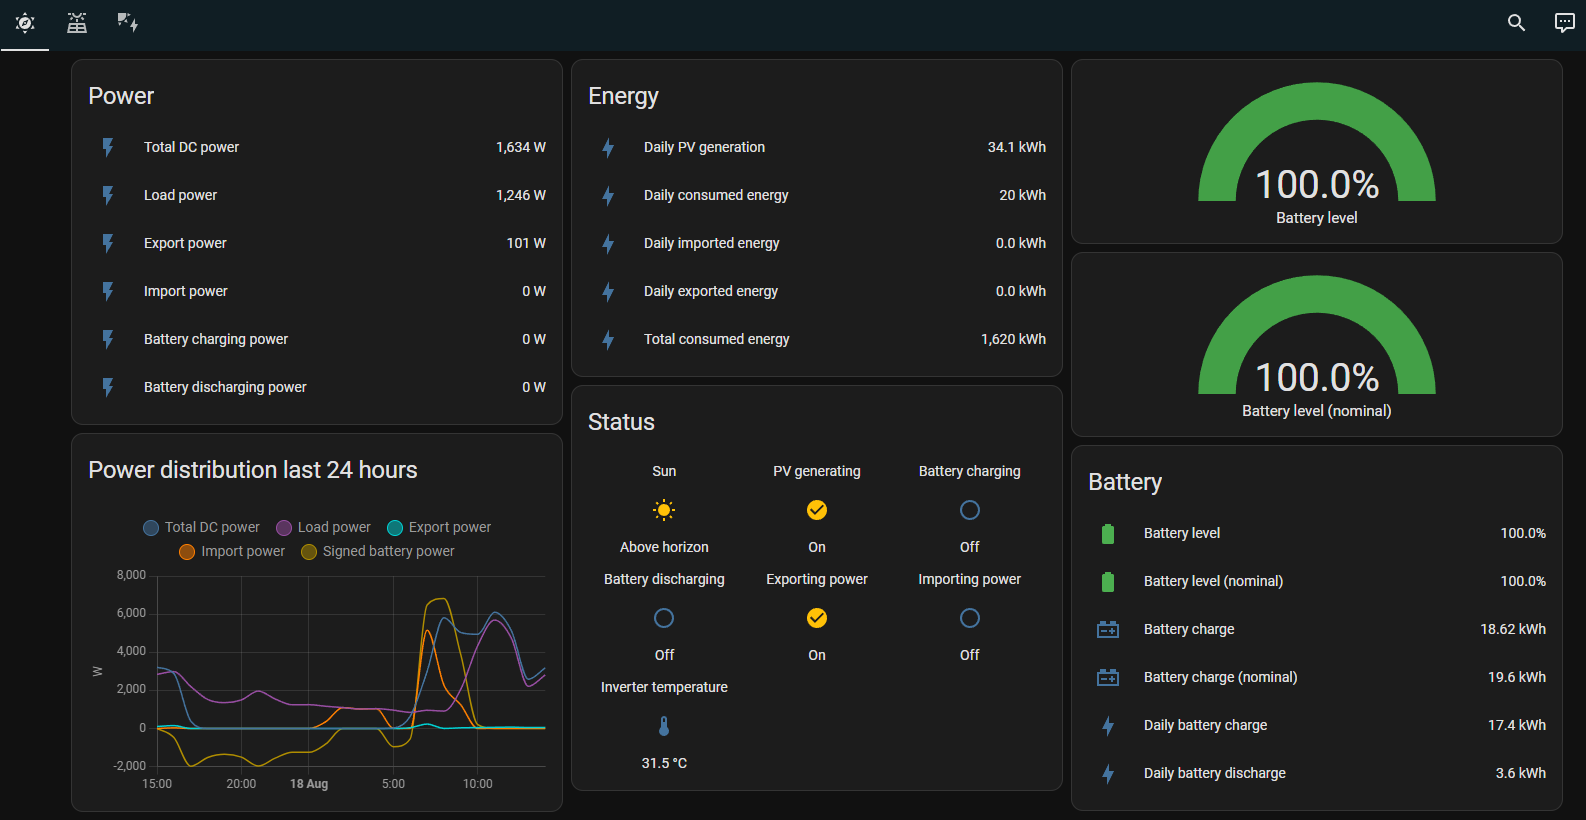 Power
Total DC power 1,634 W
Load power 1,246 W
Export power 101 W
Import power 0 W
Battery charging power 0 W
Battery discharging power 0 W
Power distribution last 24 hours
Total DC power Load power Export power
Import power Signed battery power
8,000
6,000
4,000
W
2,000
0
-2,000
15:00 20:00 18 Aug 5:00 10:00
Energy
Daily PV generation 34.1 kWh
Daily consumed energy 20 kWh
Daily imported energy 0.0 kWh
Daily exported energy 0.0 kWh
Total consumed energy 1,620 kWh
Status
Sun PV generating Battery charging
Above horizon On Off
Battery discharging Exporting power Importing power
Off On Off
Inverter temperature
31.5 °C
100.0%
Battery level
100.0%
Battery level (nominal)
Battery
Battery level 100.0%
Battery level (nominal) 100.0%
Battery charge 18.62 kWh
Battery charge (nominal) 19.6 kWh
Daily battery charge 17.4 kWh
Daily battery discharge 3.6 kWh